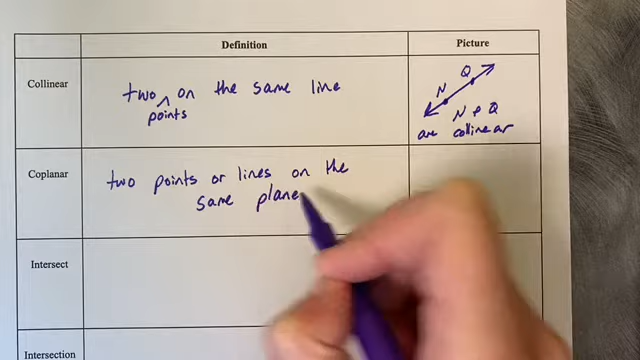 Definition
Picture
Collinear
two on the same line
points
N
Q
N & Q
are collinear
Coplanar
two points or lines on the
same plane
Intersect
Intersection